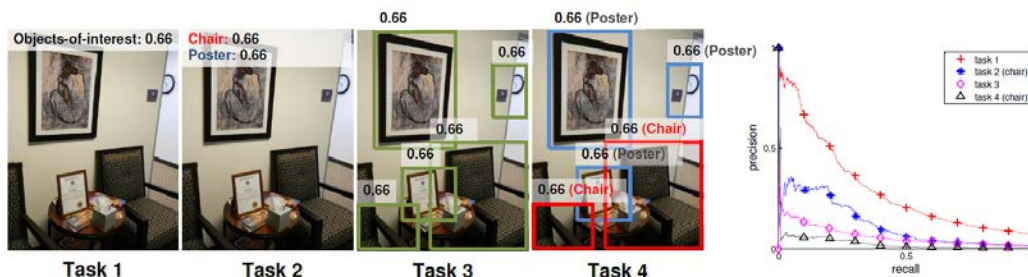 Objects-of-interest: 0.66
Task 1
Chair: 0.66
Poster: 0.66
Task 2
0.66
0.66
0.66
0.66
0.66
Task 3
0.66 (Poster)
0.66 (Poster)
0.66 (Chair)
0.66 (Poster)
0.66 (Chair)
Task 4
1
0.5
0
0.5
precision
recall
task 1
task 2 (chair)
task 3
task 4 (chair)